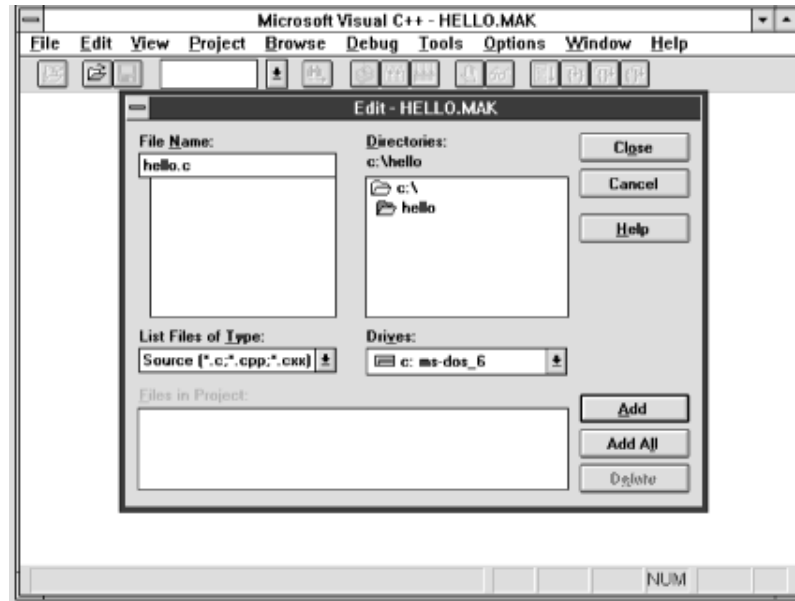 Microsoft Visual C++ - HELLO.MAK
File Edit View Project Browse Debug Tools Options Window Help
Edit - HELLO.MAK
File Name:
hello.c
Directories:
c:\hello
c:\
hello
Close
Cancel
Help
List Files of Type:
Source (*.c;*.cpp;*.cxx)
Drives:
c: ms-dos_6
Files in Project:
Add
Add All
Delete
NUM